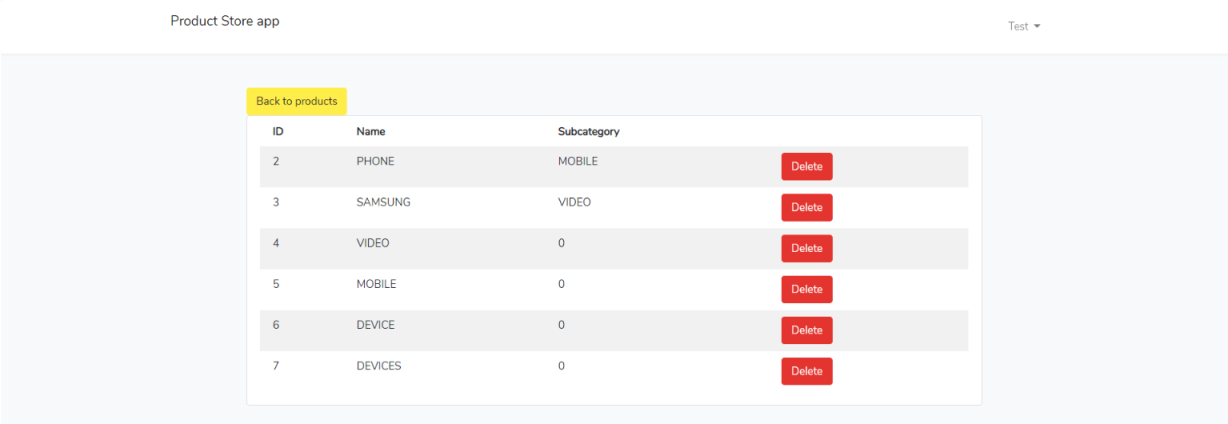 Product Store app Test
Back to products
ID Name Subcategory
2 PHONE MOBILE Delete
3 SAMSUNG VIDEO Delete
4 VIDEO 0 Delete
5 MOBILE 0 Delete
6 DEVICE 0 Delete
7 DEVICES 0 Delete